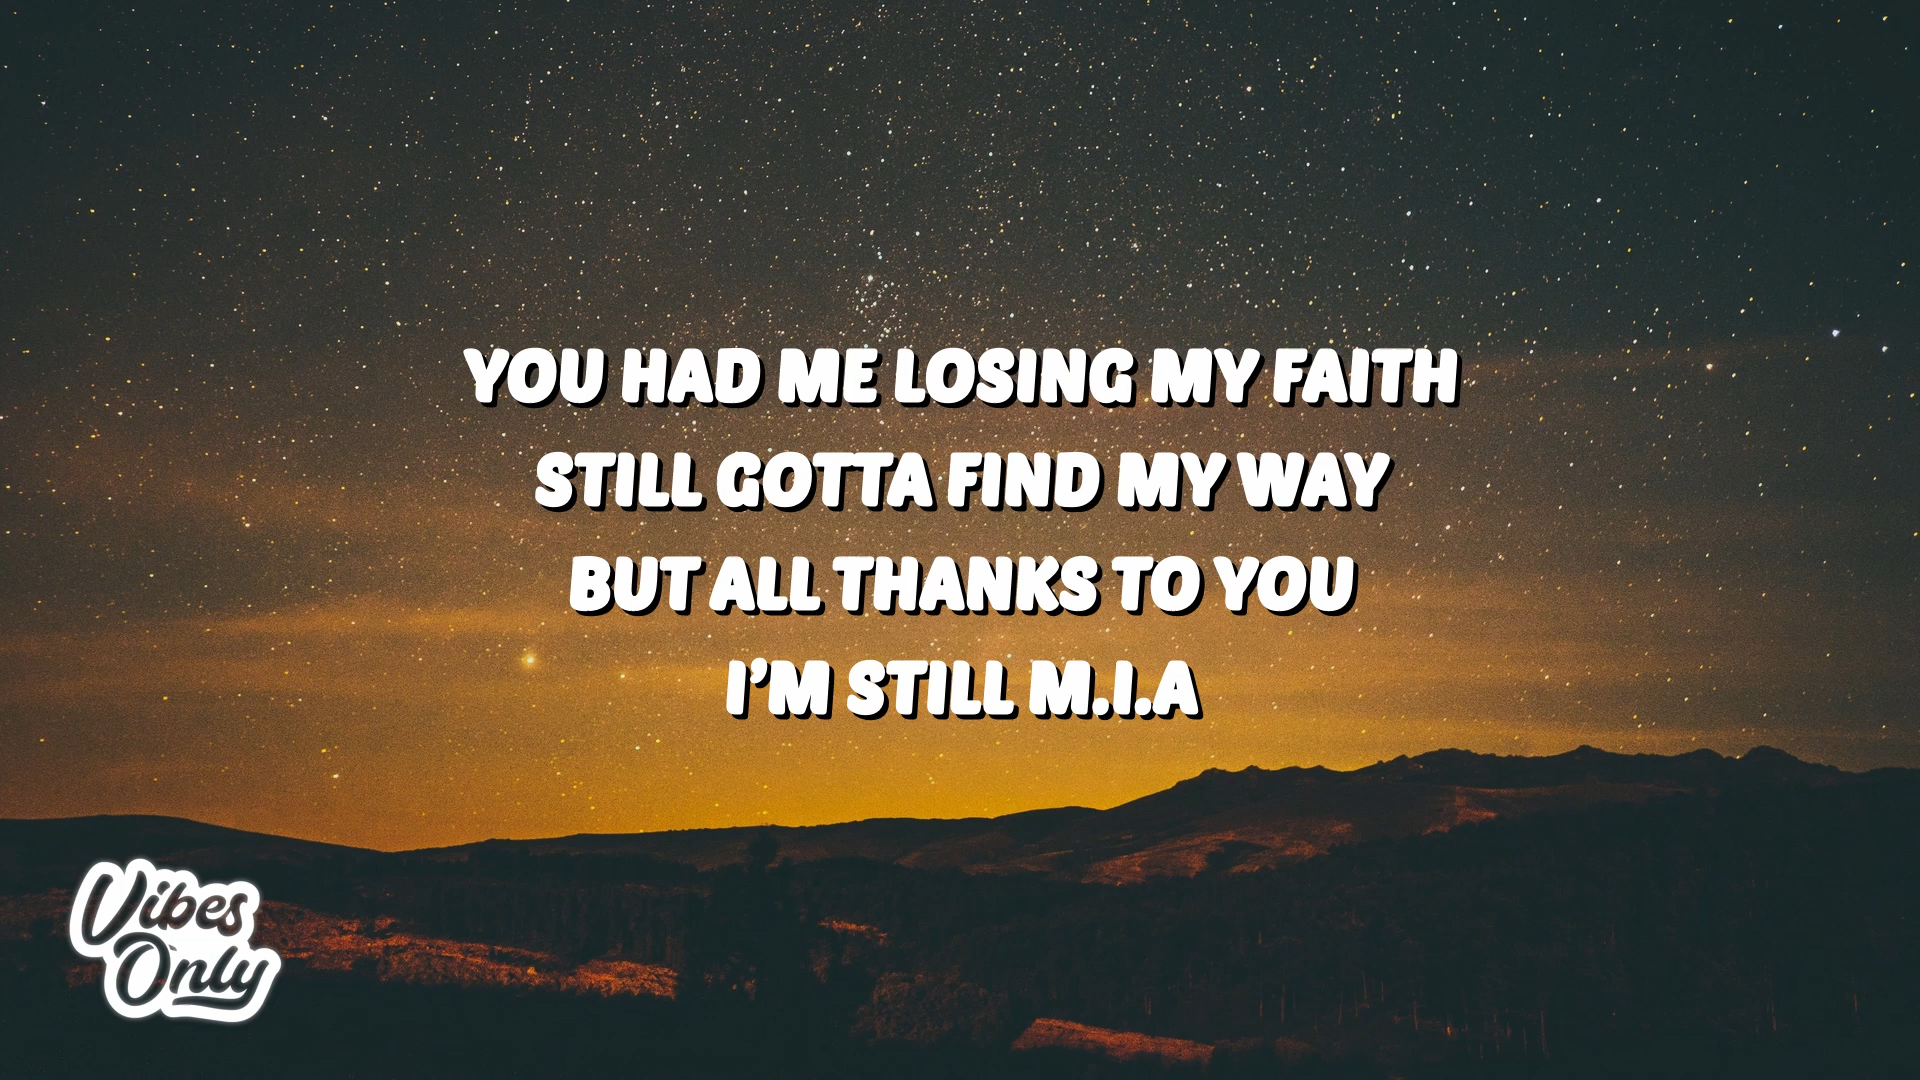 YOU HAD ME LOSING MY FAITH
STILL GOTTA FIND MY WAY
BUT ALL THANKS TO YOU
I’M STILL M.I.A
Vibes
Only